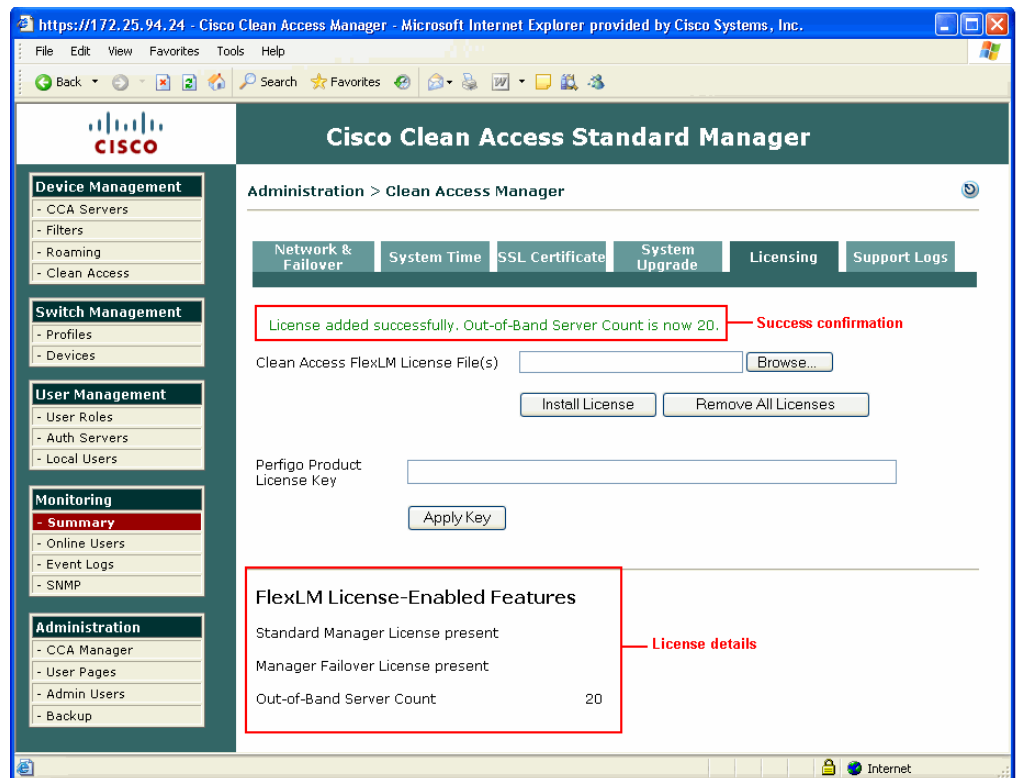 https://172.25.94.24 - Cisco Clean Access Manager - Microsoft Internet Explorer provided by Cisco Systems, Inc.
File Edit View Favorites Tools Help
Back Search Favorites
CISCO
Cisco Clean Access Standard Manager
Device Management
- CCA Servers
- Filters
- Roaming
- Clean Access
Switch Management
- Profiles
- Devices
User Management
- User Roles
- Auth Servers
- Local Users
Monitoring
- Summary
- Online Users
- Event Logs
- SNMP
Administration
- CCA Manager
- User Pages
- Admin Users
- Backup
Administration > Clean Access Manager
Network & Failover
System Time
SSL Certificate
System Upgrade
Licensing
Support Logs
License added successfully. Out-of-Band Server Count is now 20.
Success confirmation
Clean Access FlexLM License File(s)
Browse...
Install License
Remove All Licenses
Perfigo Product
License Key
Apply Key
FlexLM License-Enabled Features
Standard Manager License present
Manager Failover License present
Out-of-Band Server Count 20
License details
Internet